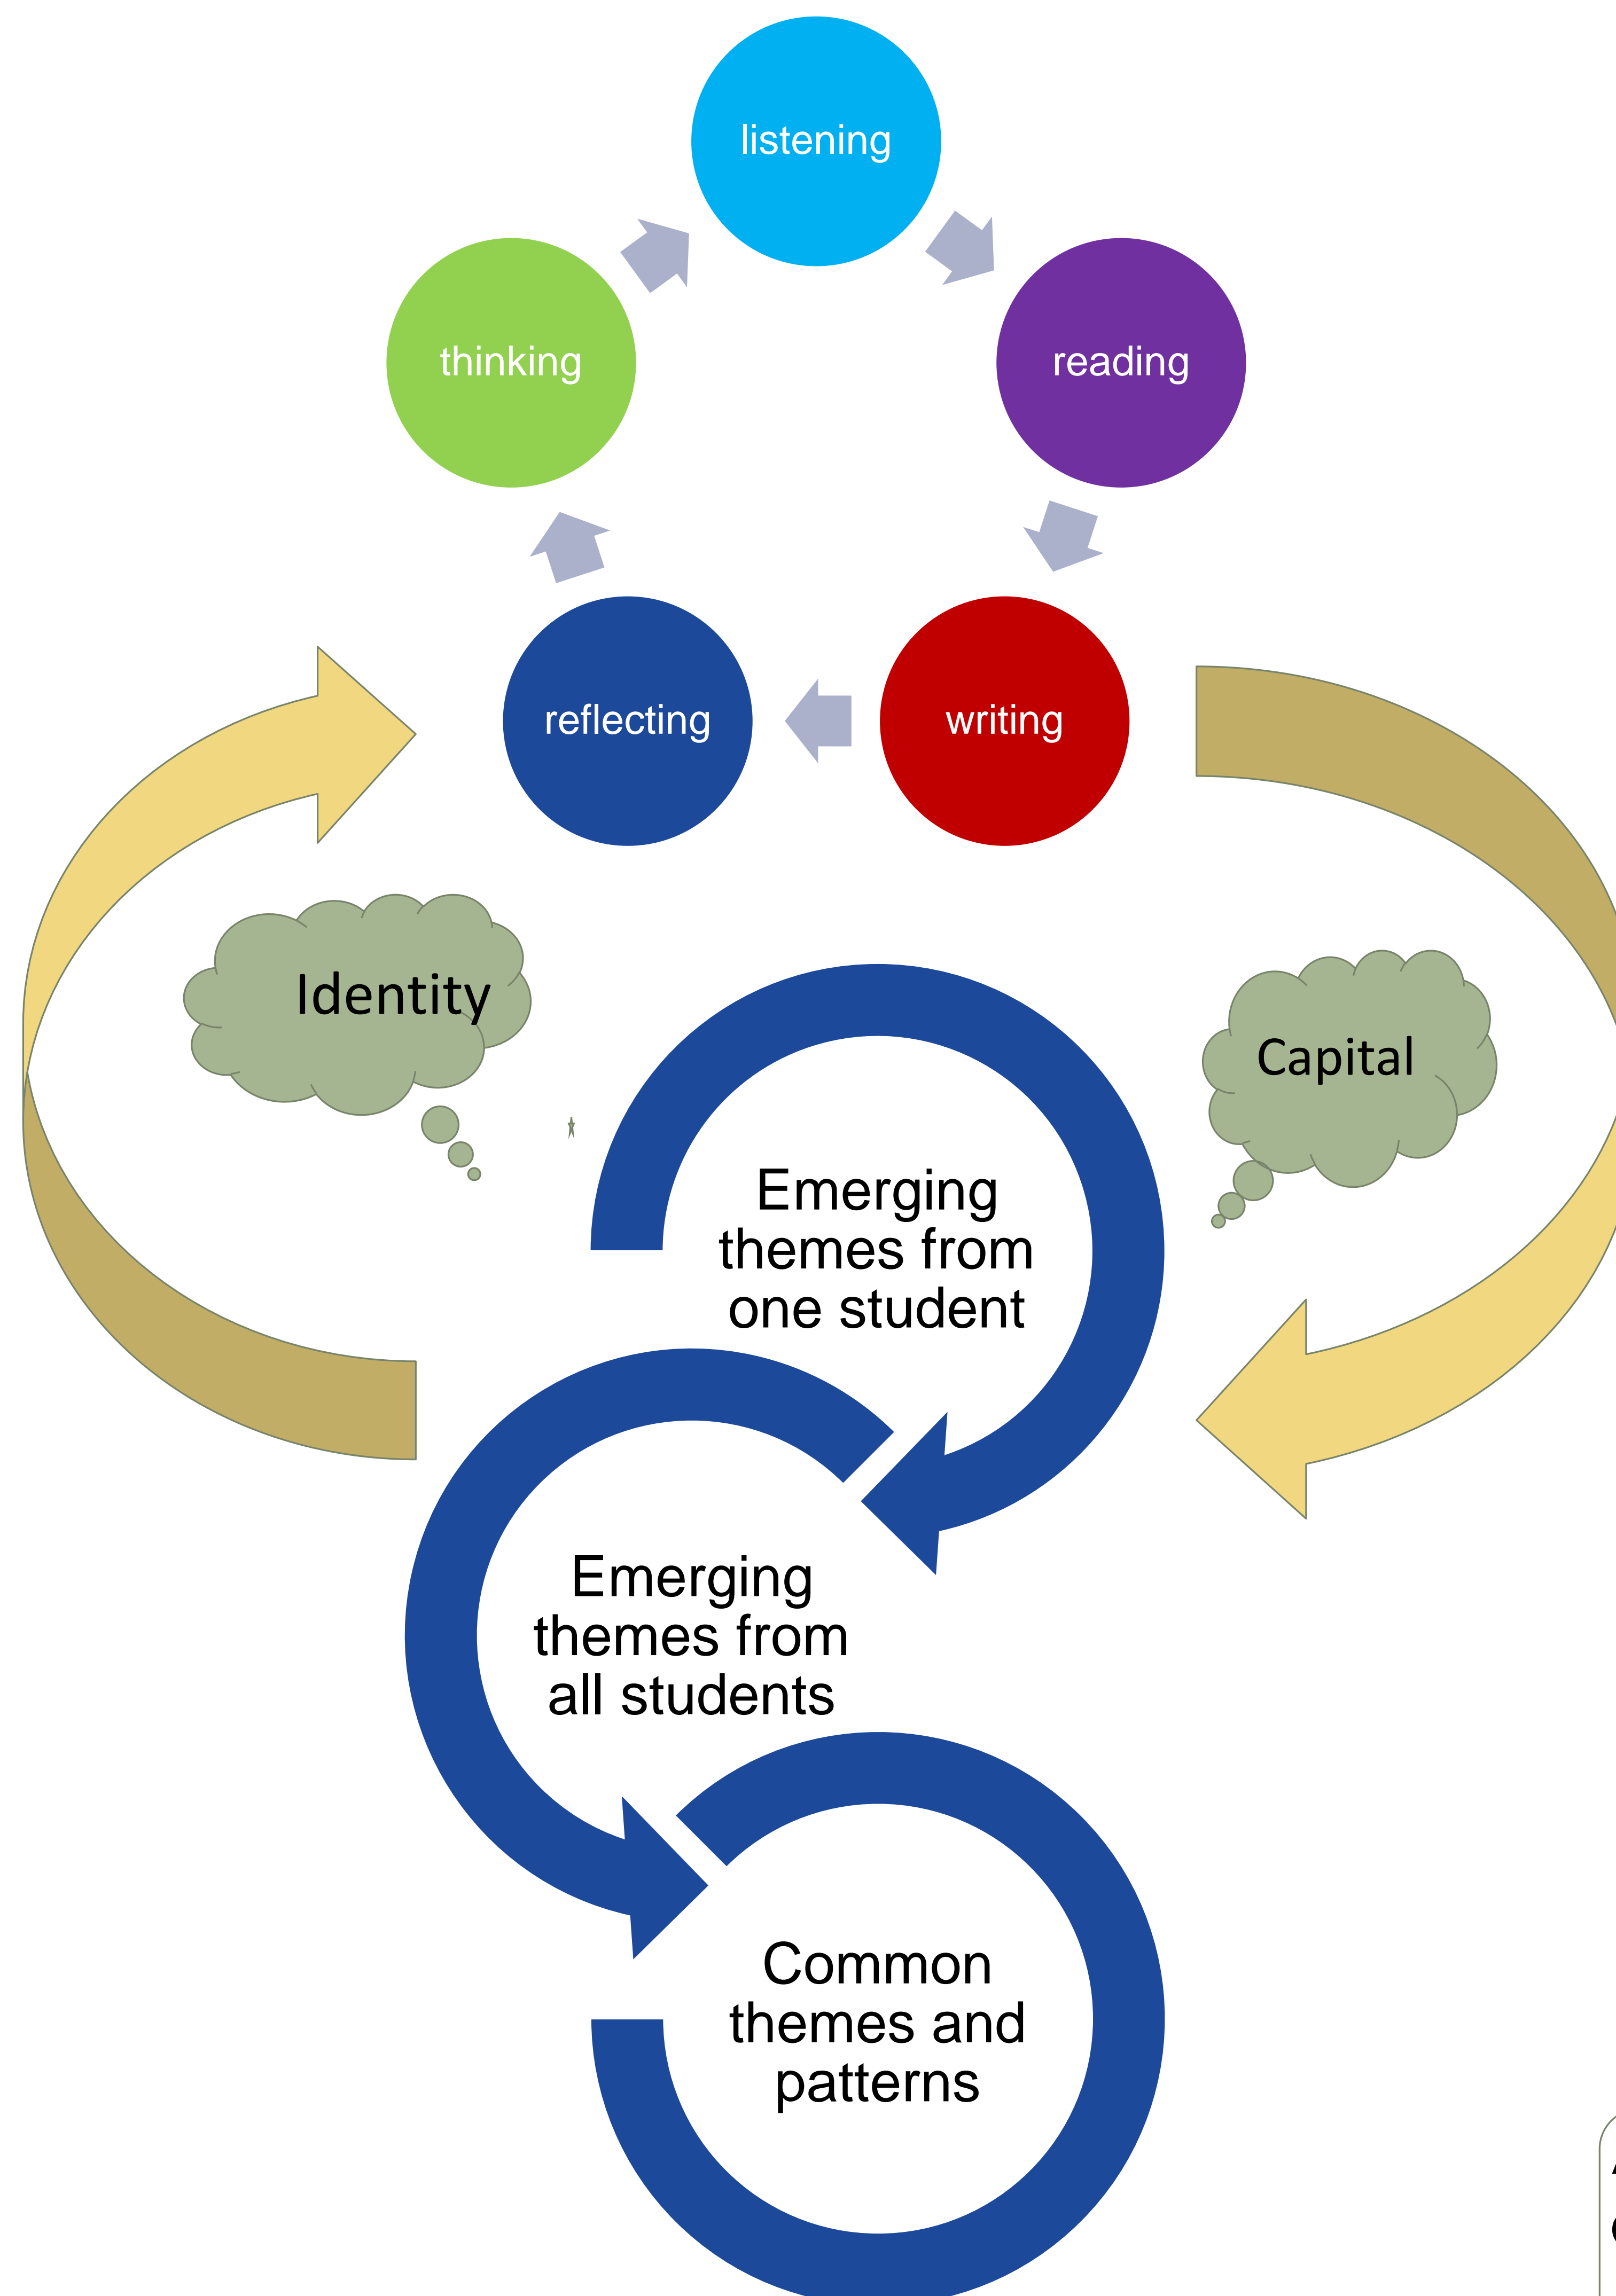 listening
thinking
reading
reflecting
writing
Identity
Capital
Emerging
themes from
one student
Emerging
themes from
all students
Common
themes and
patterns